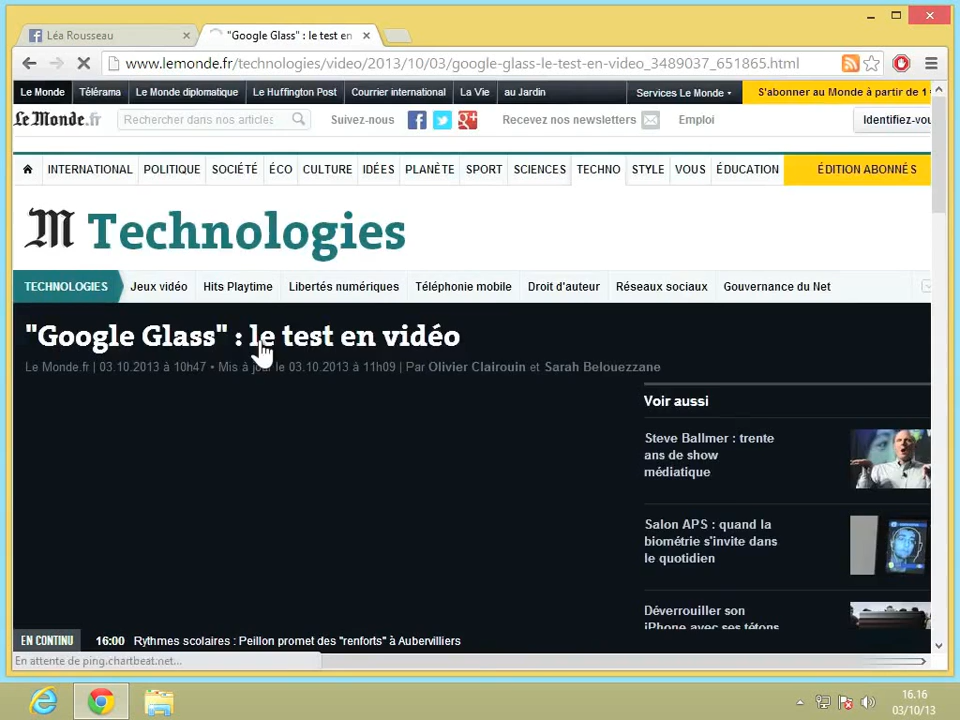 Léa Rousseau
"Google Glass" : le test en
www.lemonde.fr/technologies/video/2013/10/03/google-glass-le-test-en-video_3489037_651865.html
Le Monde Télérama Le Monde diplomatique Le Huffington Post Courrier international La Vie au Jardin Services Le Monde S'abonner au Monde à partir de 1
Le Monde.fr Rechercher dans nos articles Suivez-nous Recevez nos newsletters Emploi Identifiez-vou
INTERNATIONAL POLITIQUE SOCIÉTÉ ÉCO CULTURE IDÉES PLANÈTE SPORT SCIENCES TECHNO STYLE VOUS ÉDUCATION ÉDITION ABONNÉS
M Technologies
TECHNOLOGIES Jeux vidéo Hits Playtime Libertés numériques Téléphonie mobile Droit d'auteur Réseaux sociaux Gouvernance du Net
"Google Glass" : le test en vidéo
Le Monde.fr | 03.10.2013 à 10h47 • Mis à jour le 03.10.2013 à 11h09 | Par Olivier Clairouin et Sarah Belouezzane
Voir aussi
Steve Ballmer : trente
ans de show
médiatique
Salon APS : quand la
biométrie s'invite dans
le quotidien
Déverrouiller son
iPhone avec ses tétons
EN CONTINU 16:00 Rythmes scolaires : Peillon promet des "renforts" à Aubervilliers
En attente de ping.chartbeat.net...
16.16
03/10/13